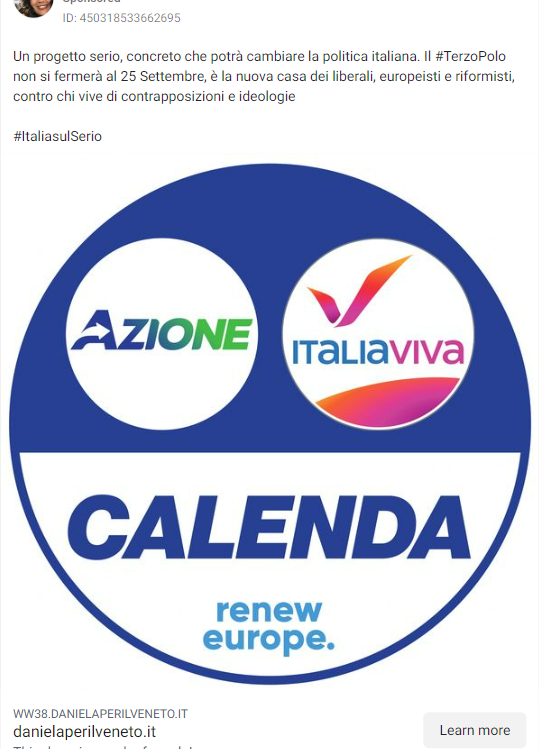 Sponsored
ID: 450318533662695
Un progetto serio, concreto che potrà cambiare la politica italiana. Il #TerzoPolo
non si fermerà al 25 Settembre, è la nuova casa dei liberali, europeisti e riformisti,
contro chi vive di contrapposizioni e ideologie
#ItaliasulSerio
AZIONE
ITALIAVIVA
CALENDA
renew
europe.
WW38.DANIELAPERILVENETO.IT
danielaperilveneto.it
Learn more